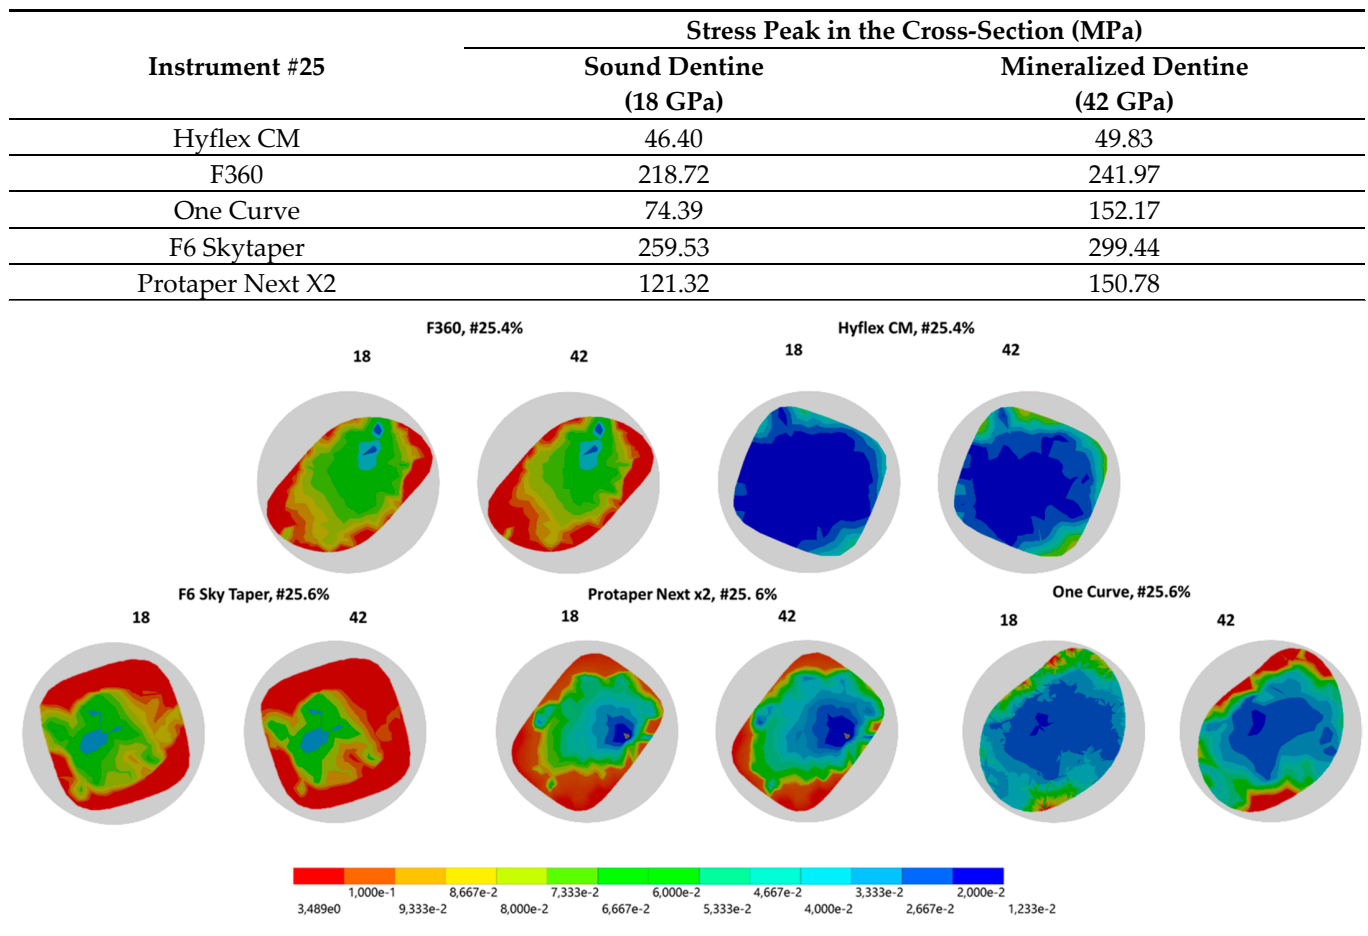 Stress Peak in the Cross-Section (MPa)
Instrument #25 Sound Dentine Mineralized Dentine
(18 GPa) (42 GPa)
Hyflex CM 46.40 49.83
F360 218.72 241.97
One Curve 74.39 152.17
F6 Skytaper 259.53 299.44
Protaper Next X2 121.32 150.78
F360, #25.4% Hyflex CM, #25.4%
18 42 18 42
F6 Sky Taper, #25.6% Protaper Next x2, #25. 6% One Curve, #25.6%
18 42 18 42 18 42
1,000e-1 8,667e-2 7,333e-2 6,000e-2 4,667e-2 3,333e-2 2,000e-2
3,489e0 9,333e-2 8,000e-2 6,667e-2 5,333e-2 4,000e-2 2,667e-2 1,233e-2